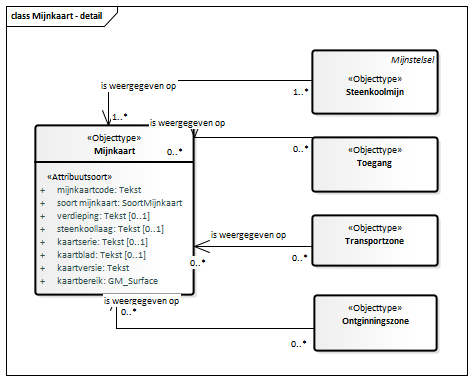 class Mijnkaart - detail
Mijnstelsel
«Objecttype»
Steenkoolmijn
is weergegeven op
1..*
1..*
«Objecttype»
Mijnkaart
«Attribuutsoort»
+ mijnkaartcode: Tekst
+ soort mijnkaart: SoortMijnkaart
+ verdieping: Tekst [0..1]
+ steenkoollaag: Tekst [0..1]
+ kaartserie: Tekst [0..1]
+ kaartblad: Tekst [0..1]
+ kaartversie: Tekst
+ kaartbereik: GM_Surface
is weergegeven op
0..*
0..*
«Objecttype»
Toegang
is weergegeven op
0..*
0..*
«Objecttype»
Transportzone
is weergegeven op
0..*
0..*
«Objecttype»
Ontginningszone